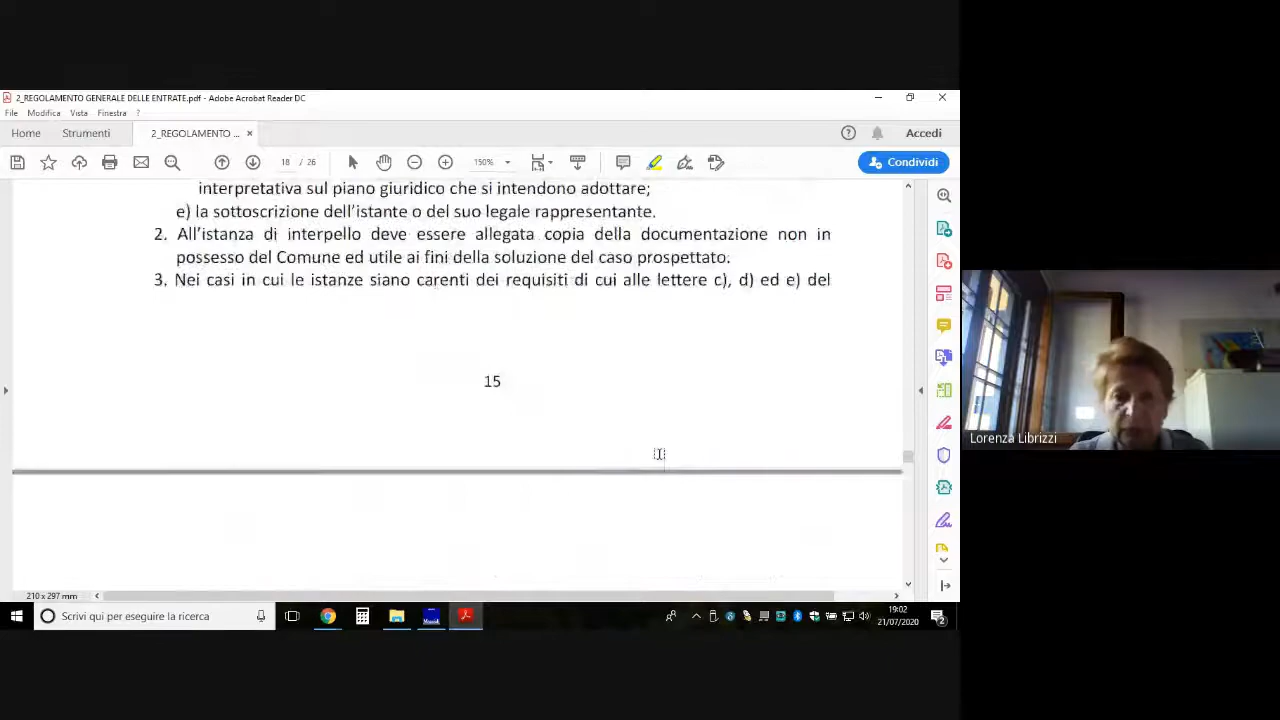 2_REGOLAMENTO GENERALE DELLE ENTRATE.pdf - Adobe Acrobat Reader DC
File Modifica Vista Finestra ?
Home Strumenti 2_REGOLAMENTO ... × Accedi
18 / 26 150% Condividi
interpretativa sul piano giuridico che si intendono adottare;
e) la sottoscrizione dell'istante o del suo legale rappresentante.
2. All'istanza di interpello deve essere allegata copia della documentazione non in
possesso del Comune ed utile ai fini della soluzione del caso prospettato.
3. Nei casi in cui le istanze siano carenti dei requisiti di cui alle lettere c), d) ed e) del
15
Lorenza Librizzi
210 x 297 mm
Scrivi qui per eseguire la ricerca
19:02
21/07/2020
2